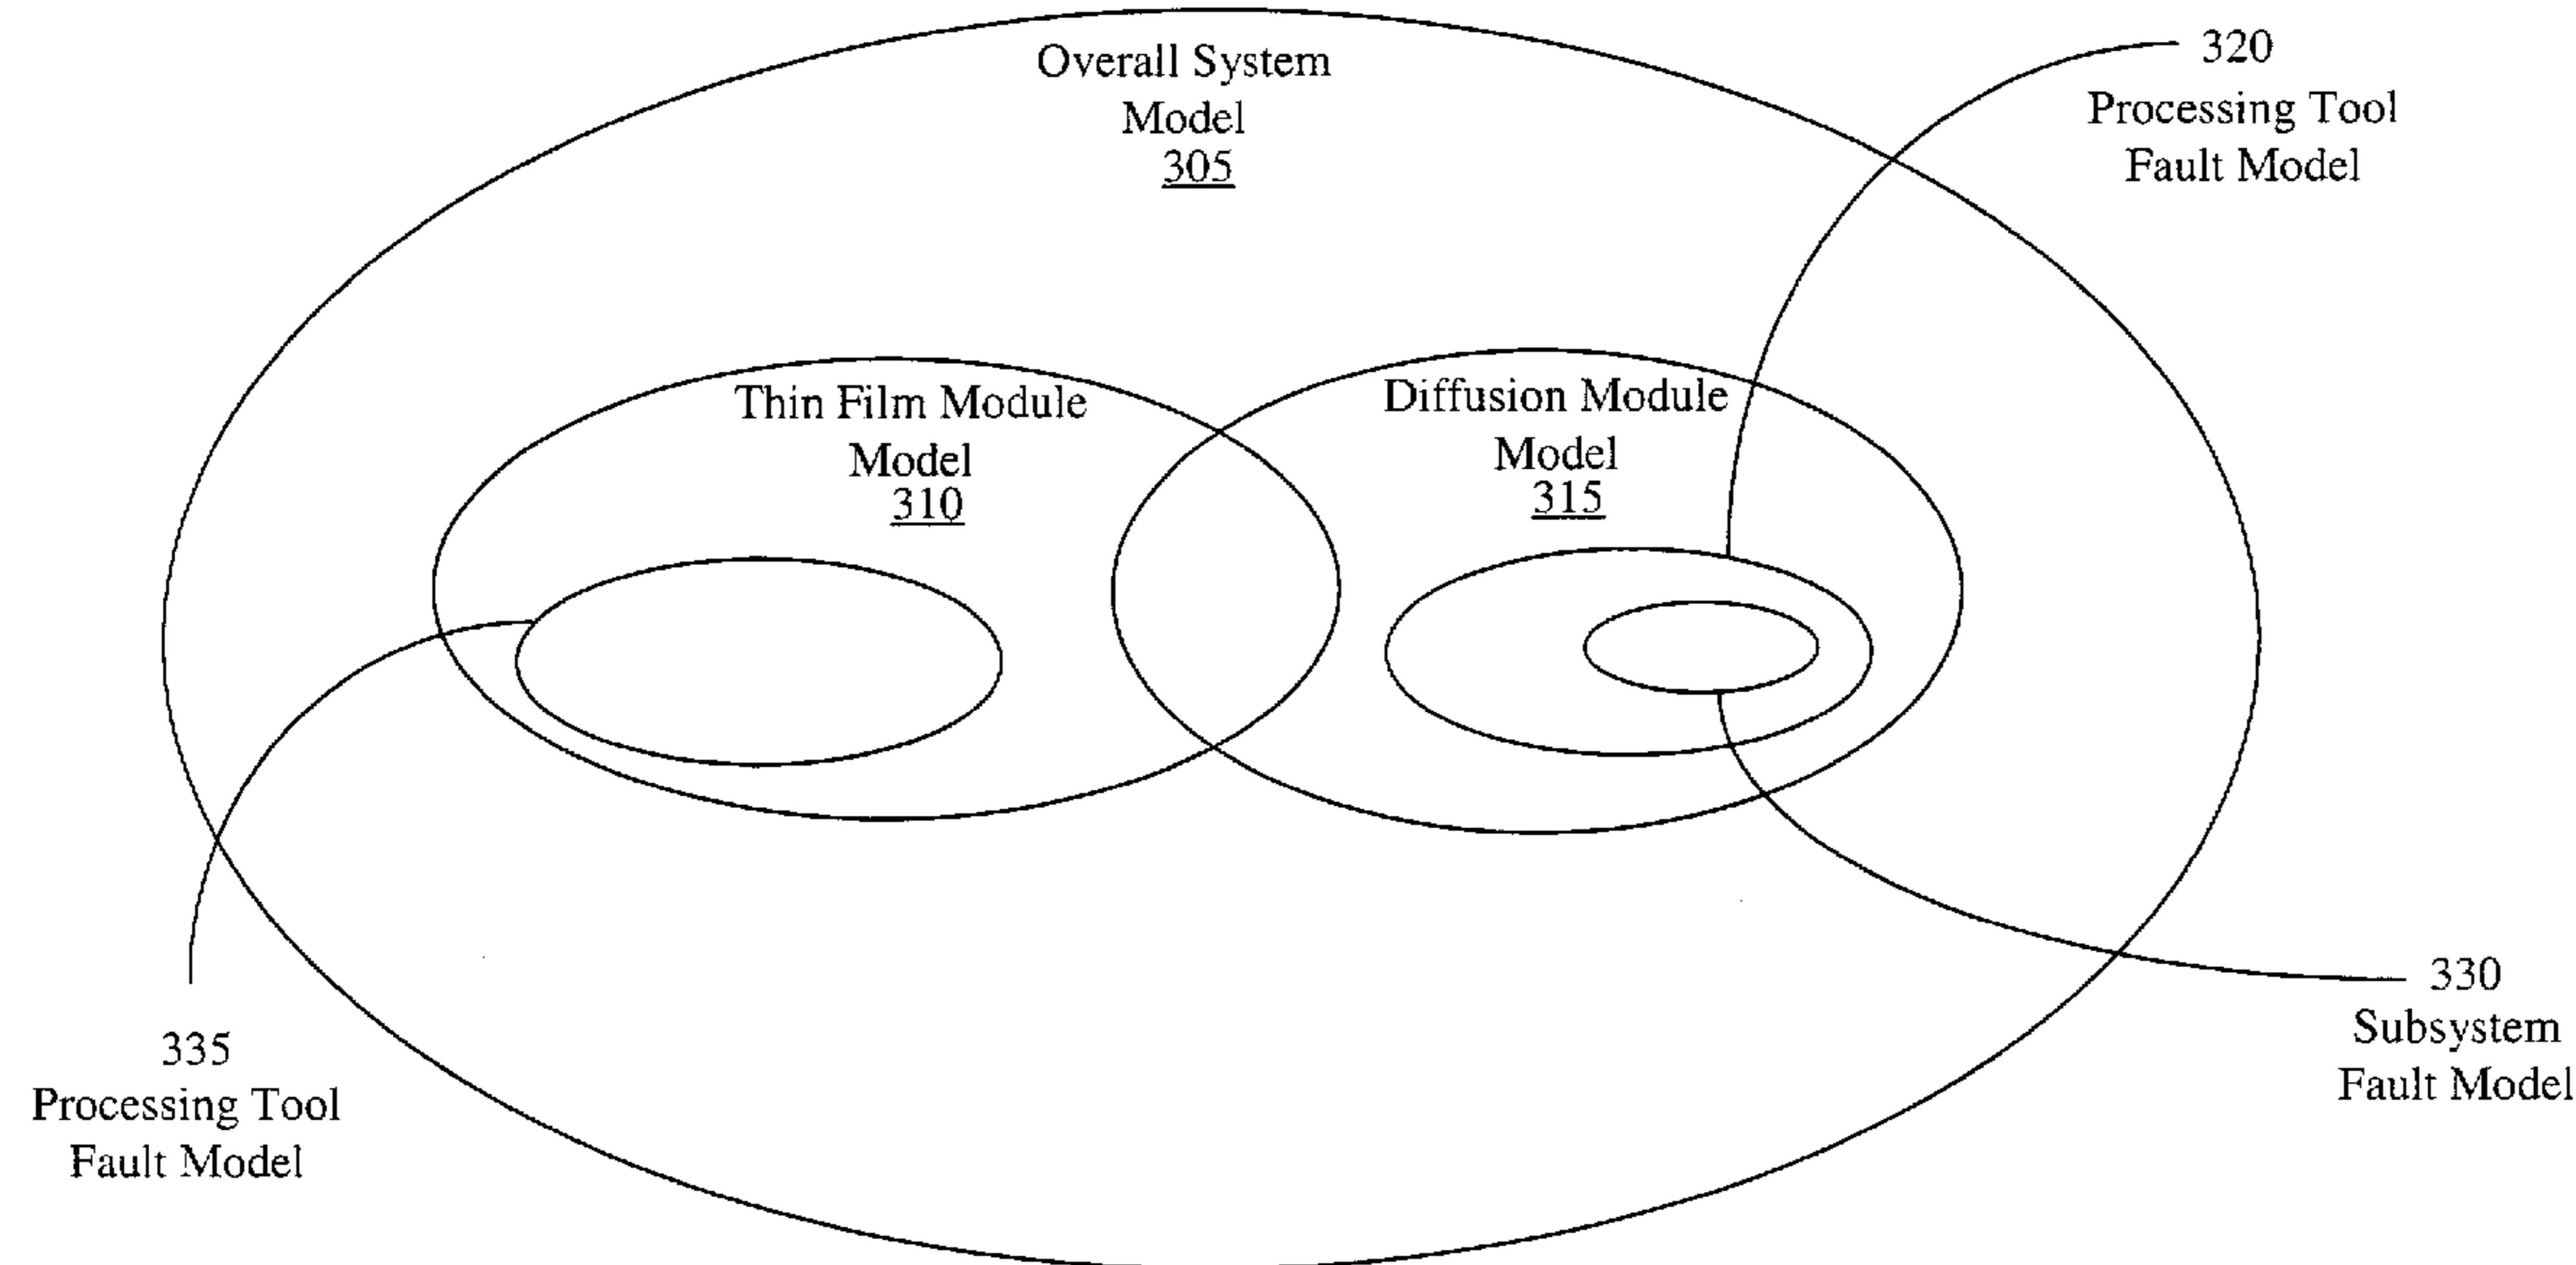 Overall System
Model
305
320
Processing Tool
Fault Model
Thin Film Module
Model
310
Diffusion Module
Model
315
330
Subsystem
Fault Model
335
Processing Tool
Fault Model